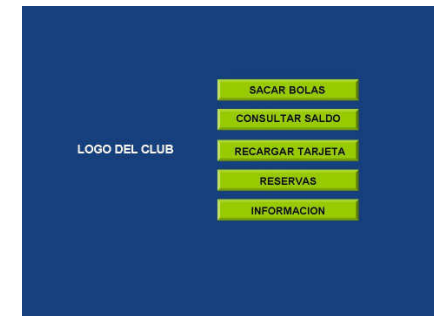 SACAR BOLAS
CONSULTAR SALDO
LOGO DEL CLUB
RECARGAR TARJETA
RESERVAS
INFORMACION